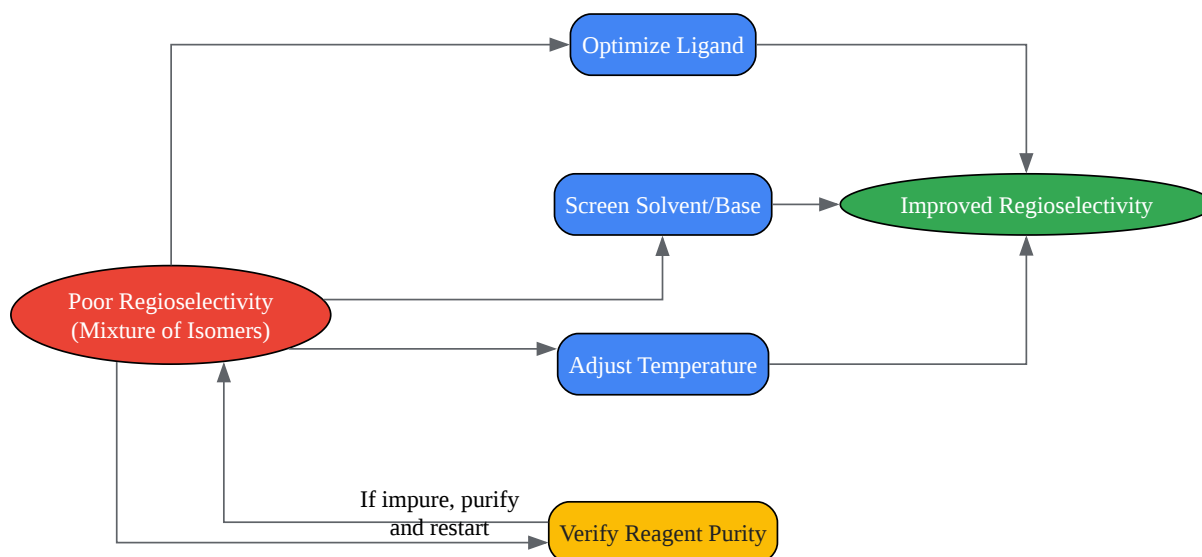 Optimize Ligand
Screen Solvent/Base
Improved Regioselectivity
Poor Regioselectivity
(Mixture of Isomers)
Adjust Temperature
If impure, purify
and restart
Verify Reagent Purity